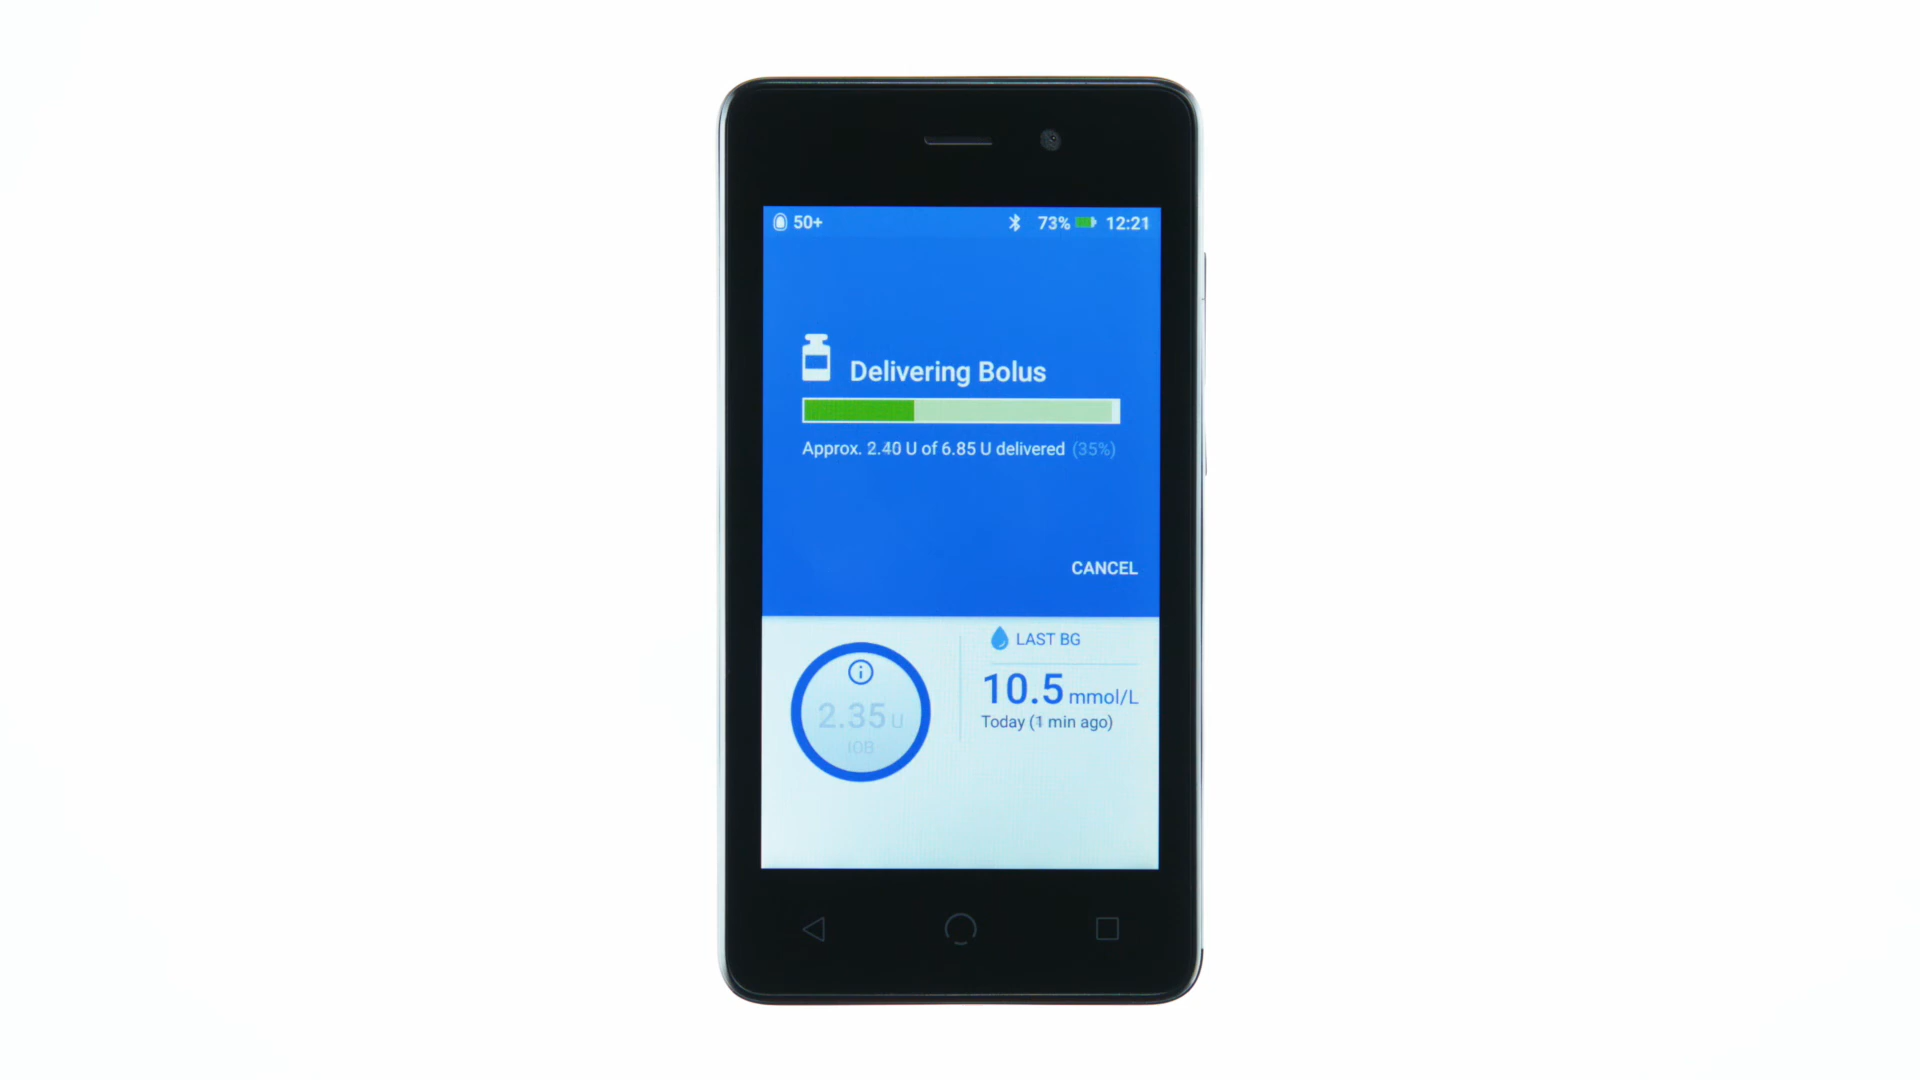 50+ 73% 12:21
Delivering Bolus
Approx. 2.40 U of 6.85 U delivered (35%)
CANCEL
2.35 U
IOB
LAST BG
10.5 mmol/L
Today (1 min ago)